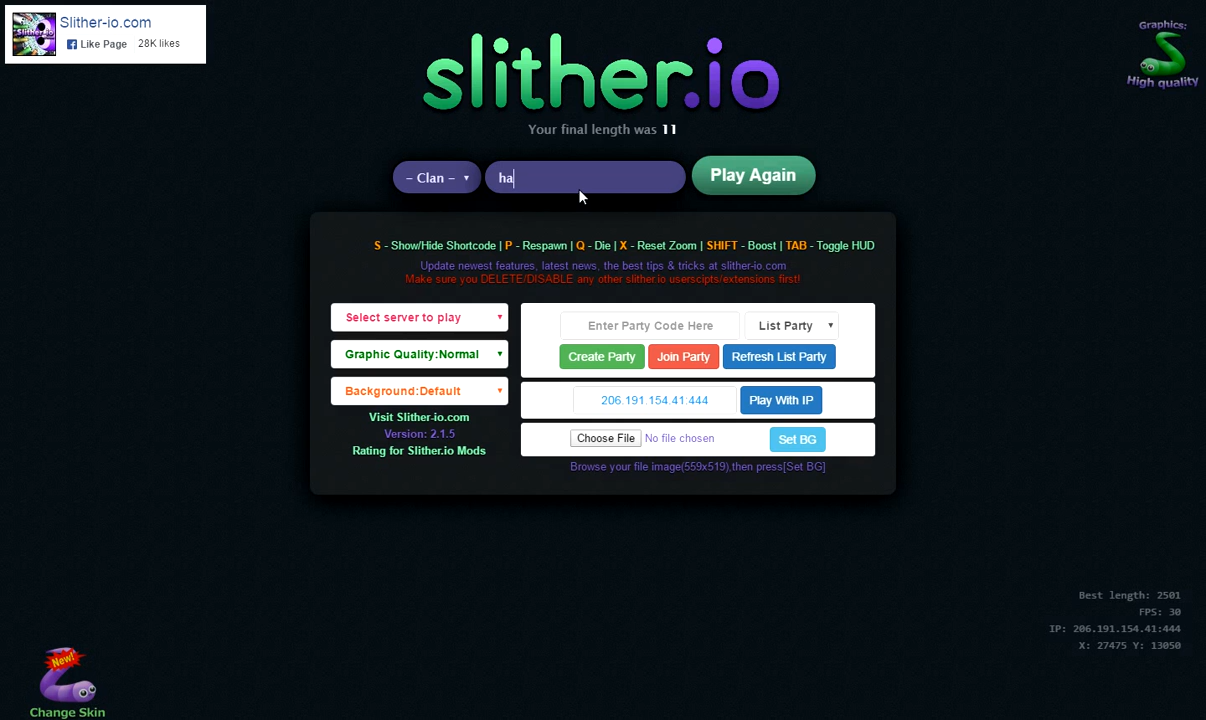 Slither-io.com
Like Page 28K likes
Graphics:
High quality
slither.io
Your final length was 11
- Clan - ha Play Again
S - Show/Hide Shortcode | P - Respawn | Q - Die | X - Reset Zoom | SHIFT - Boost | TAB - Toggle HUD
Update newest features, latest news, the best tips & tricks at slither-io.com
Make sure you DELETE/DISABLE any other slither.io userscipts/extensions first!
Select server to play
Graphic Quality:Normal
Background:Default
Visit Slither-io.com
Version: 2.1.5
Rating for Slither.io Mods
Enter Party Code Here List Party
Create Party Join Party Refresh List Party
206.191.154.41:444 Play With IP
Choose File No file chosen Set BG
Browse your file image(559x519),then press[Set BG]
Best length: 2501
FPS: 30
IP: 206.191.154.41:444
X: 27475 Y: 13050
New!
Change Skin